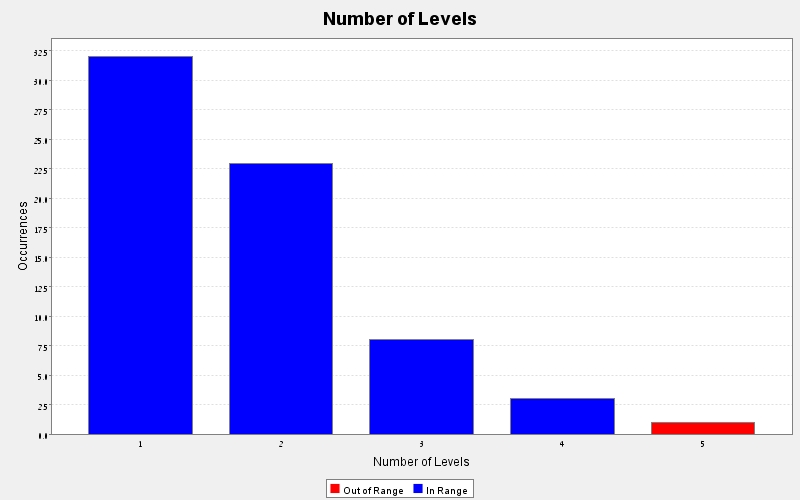 Number of Levels
32.5
30.0
27.5
25.0
22.5
20.0
17.5
15.0
12.5
10.0
7.5
5.0
2.5
0.0
Occurrences
1 2 3 4 5
Number of Levels
Out of Range In Range